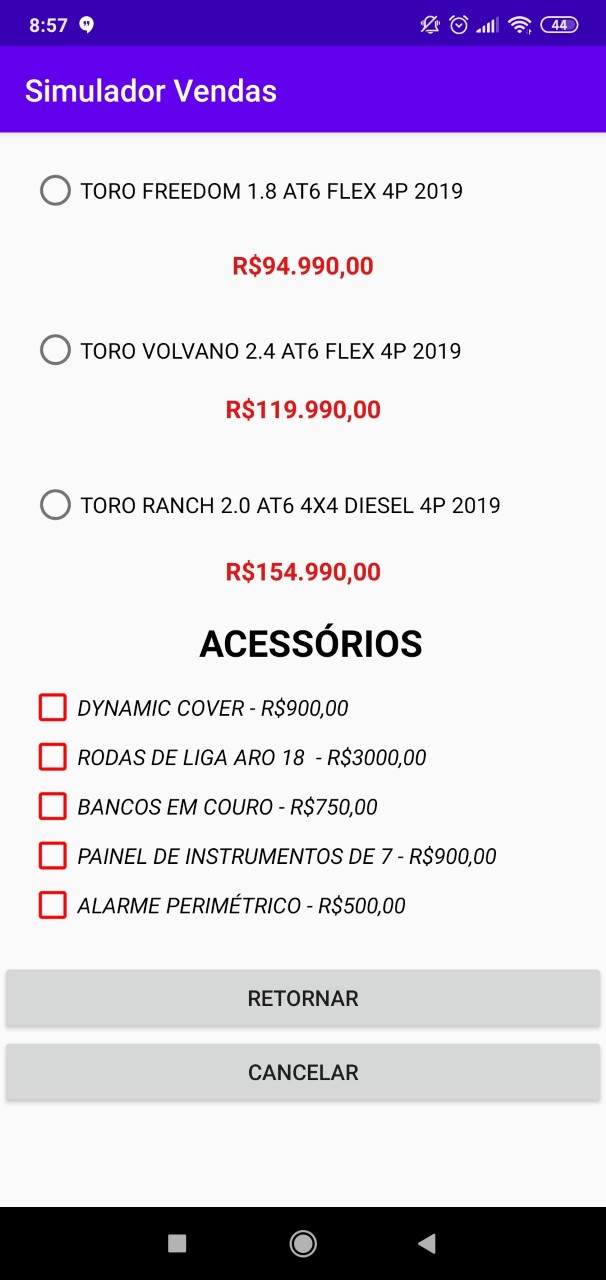 8:57
44
Simulador Vendas
TORO FREEDOM 1.8 AT6 FLEX 4P 2019
R$94.990,00
TORO VOLVANO 2.4 AT6 FLEX 4P 2019
R$119.990,00
TORO RANCH 2.0 AT6 4X4 DIESEL 4P 2019
R$154.990,00
ACESSÓRIOS
DYNAMIC COVER - R$900,00
RODAS DE LIGA ARO 18  - R$3000,00
BANCOS EM COURO - R$750,00
PAINEL DE INSTRUMENTOS DE 7 - R$900,00
ALARME PERIMÉTRICO - R$500,00
RETORNAR
CANCELAR